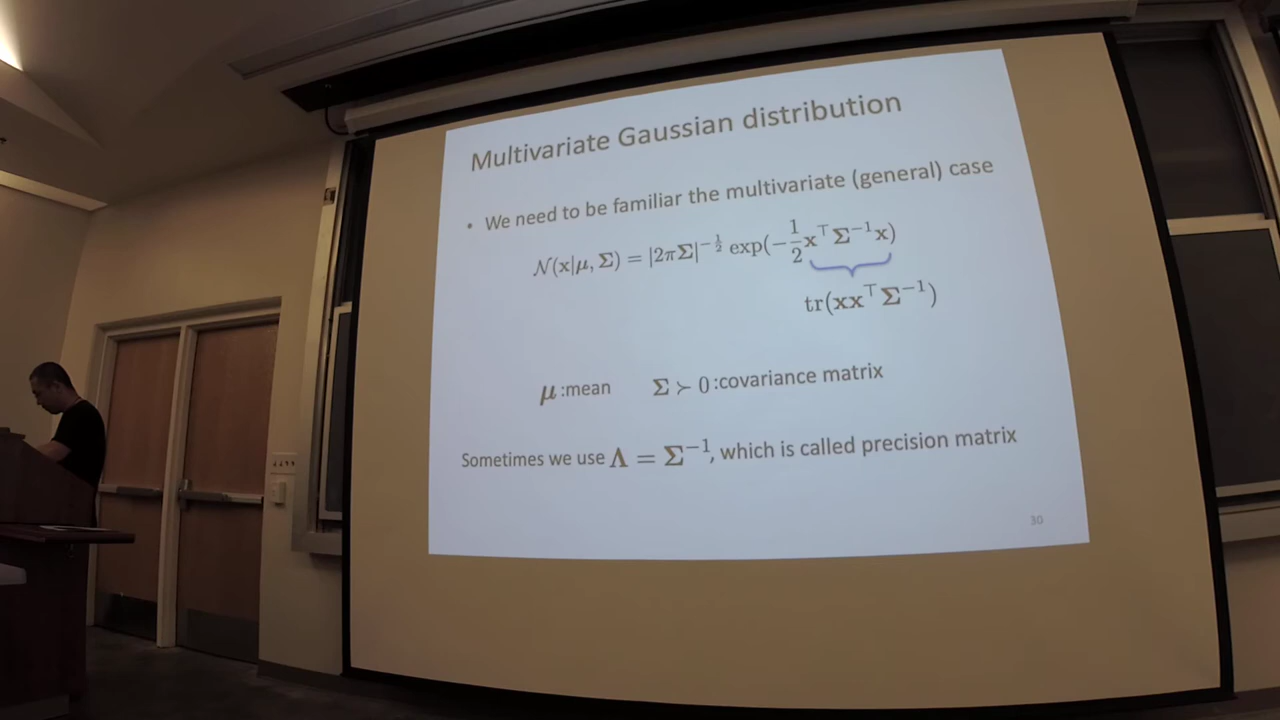 Multivariate Gaussian distribution
• We need to be familiar the multivariate (general) case
𝒩(x|μ, Σ) = |2πΣ|^{-1/2} exp(-1/2 x^⊤ Σ^{-1} x)
tr(xx^⊤ Σ^{-1})
μ :mean Σ ≻ 0 :covariance matrix
Sometimes we use Λ = Σ^{-1}, which is called precision matrix
30